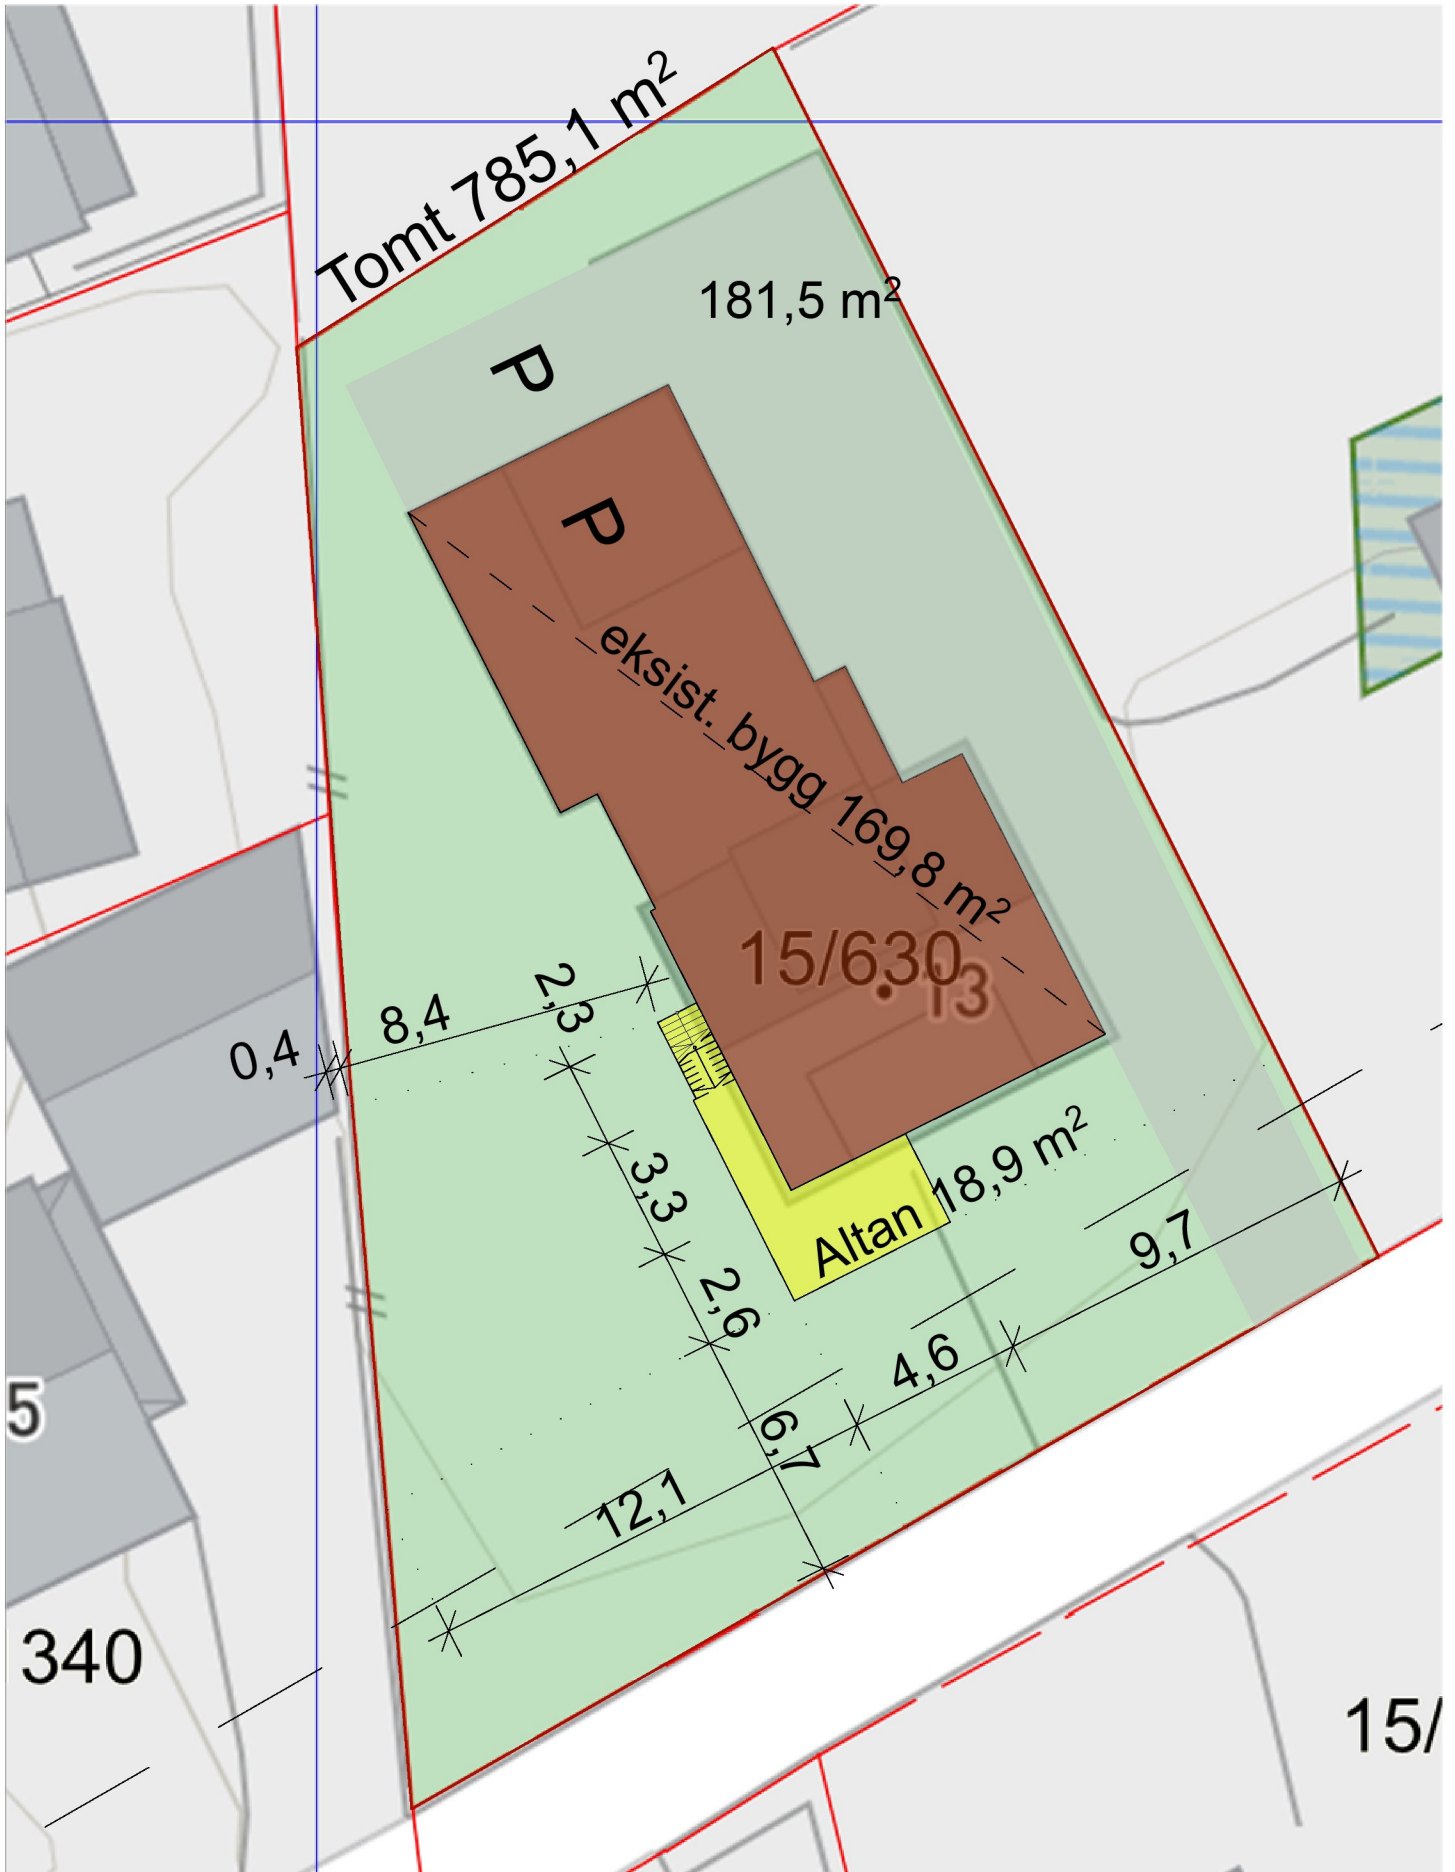 Tomt 785,1 m²
181,5 m²
P
P
eksist. bygg 169,8 m²
15/630
13
2,3
8,4
0,4
3,3
Altan 18,9 m²
9,7
2,6
4,6
6,7
12,1
5
340
15/